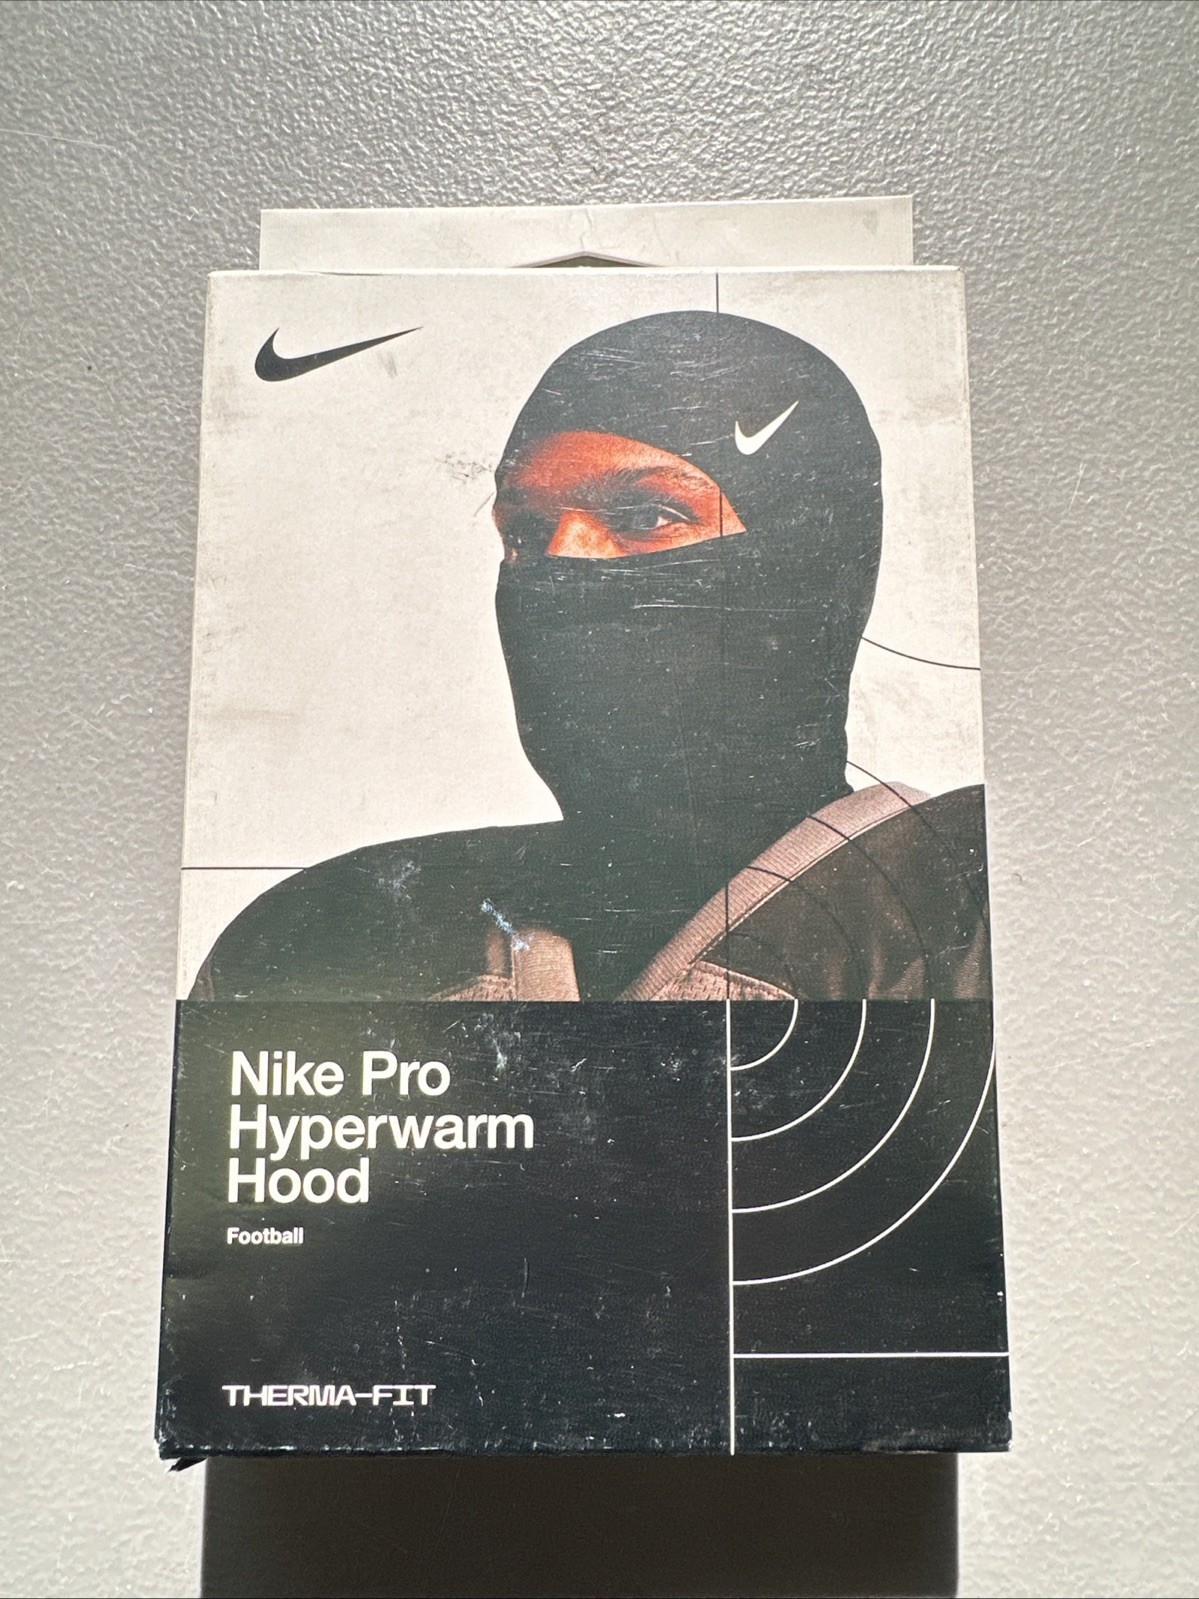 Nike Pro
Hyperwarm
Hood
Football
THERMA-FIT